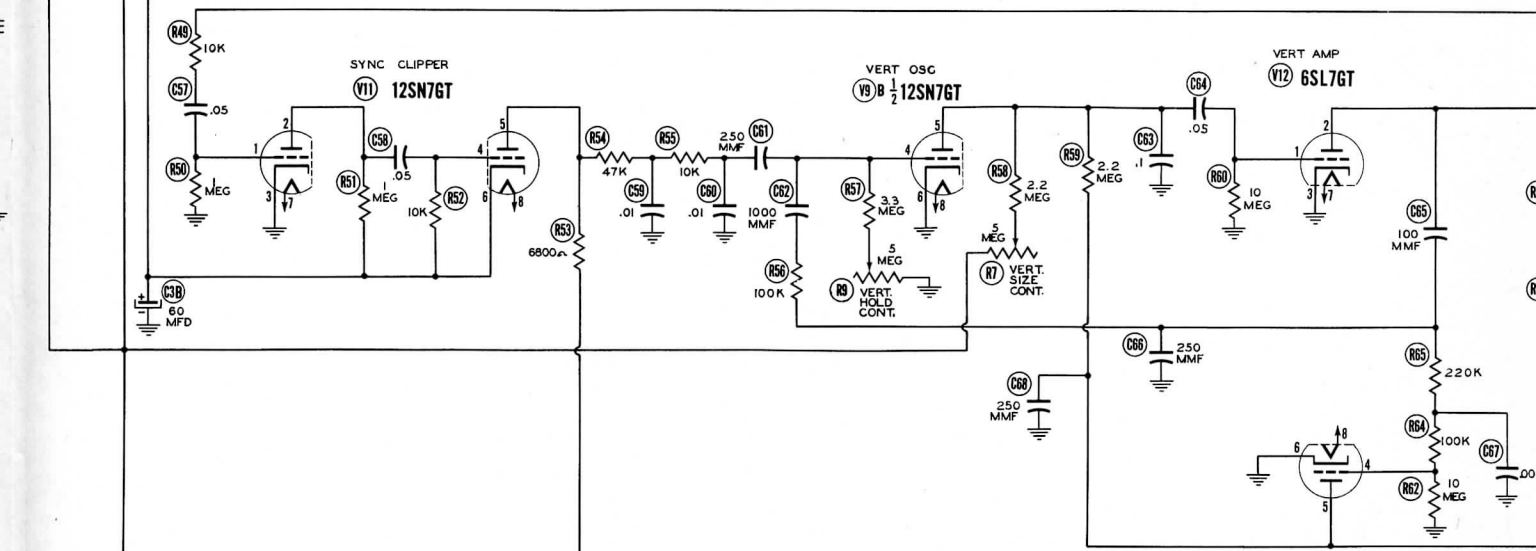 E
R49
10K
C57
.05
SYNC CLIPPER
V11 12SN7GT
2
1
3
7
R50
1
MEG
C58
.05
R51
1
MEG
10K
R52
5
4
6
8
R53
6800Ω
C3B
+
-
60
MFD
R54
47K
R55
10K
C59
.01
C60
.01
250
MMF
C61
C62
1000
MMF
R56
100K
R57
3.3
MEG
5
MEG
R9
VERT.
HOLD
CONT.
VERT OSC
V9 B 1/2 12SN7GT
5
4
6
8
R58
2.2
MEG
5
MEG
R7
VERT.
SIZE
CONT.
R59
2.2
MEG
C63
.1
C64
.05
R60
10
MEG
VERT AMP
V12 6SL7GT
2
1
3
7
C65
100
MMF
C66
250
MMF
C68
250
MMF
R65
220K
R64
100K
C67
.00
R62
10
MEG
6
8
4
5